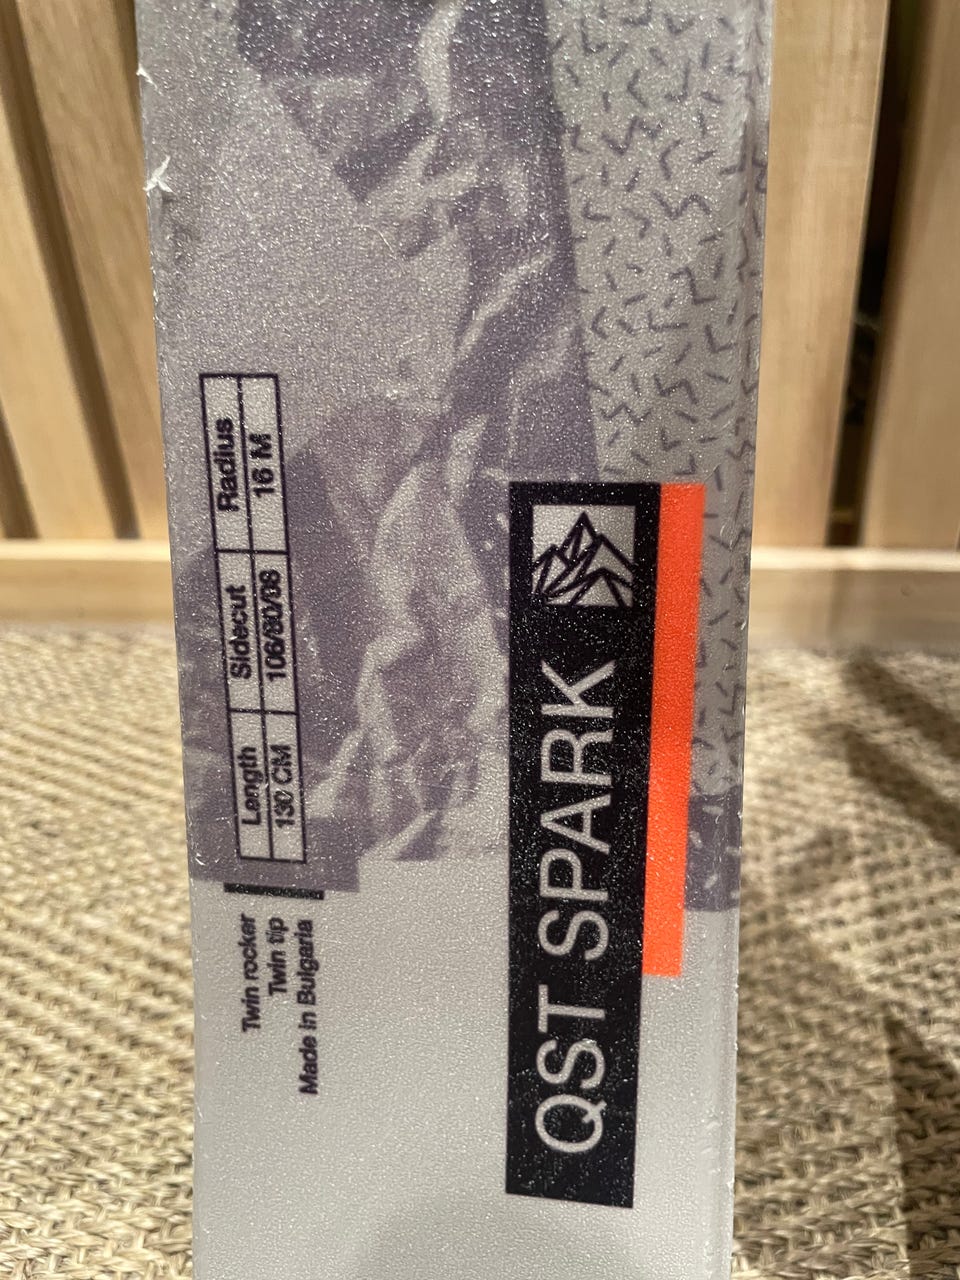 Length Sidecut Radius
130 CM 106/80/98 16 M
Twin rocker
Twin tip
Made in Bulgaria
QST SPARK